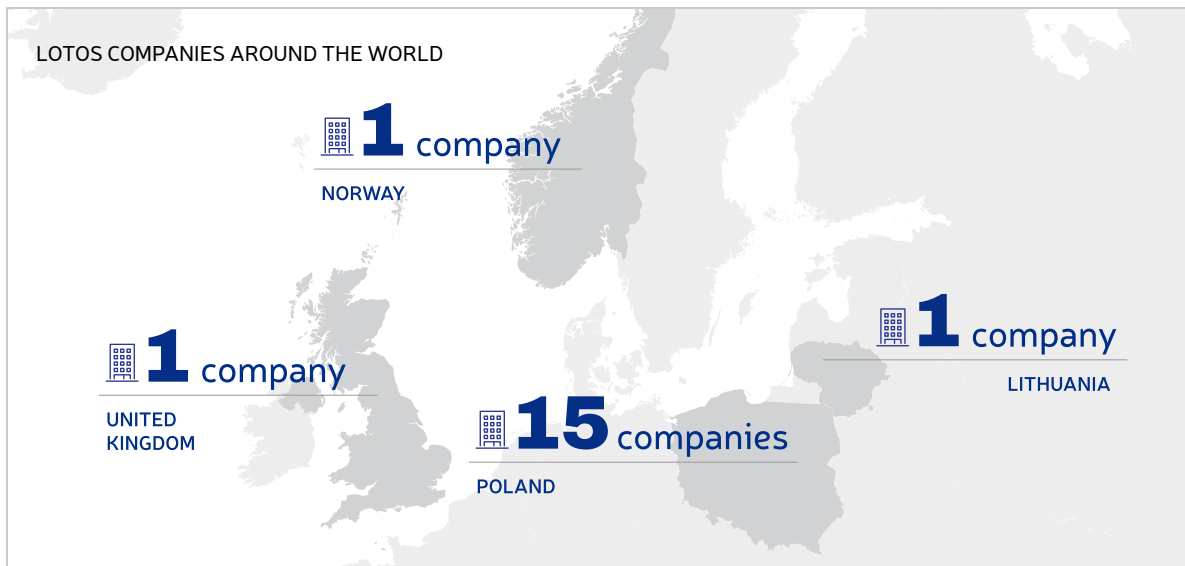 LOTOS COMPANIES AROUND THE WORLD
1 company
NORWAY
1 company
LITHUANIA
1 company
UNITED
KINGDOM
15 companies
POLAND